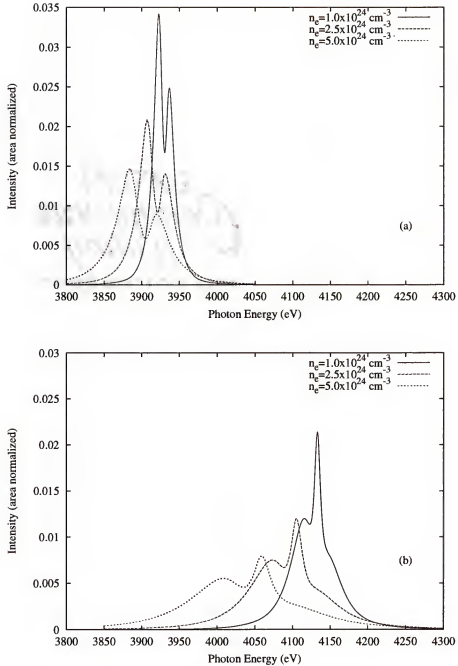 0.035
0.03
0.025
0.02
0.015
0.01
0.005
0
Intensity (area normalized)
n_e=1.0x10^24 cm^-3
n_e=2.5x10^24 cm^-3
n_e=5.0x10^24 cm^-3
(a)
3800 3850 3900 3950 4000 4050 4100 4150 4200 4250 4300
Photon Energy (eV)
0.03
0.025
0.02
0.015
0.01
0.005
0
Intensity (area normalized)
n_e=1.0x10^24 cm^-3
n_e=2.5x10^24 cm^-3
n_e=5.0x10^24 cm^-3
(b)
3800 3850 3900 3950 4000 4050 4100 4150 4200 4250 4300
Photon Energy (eV)